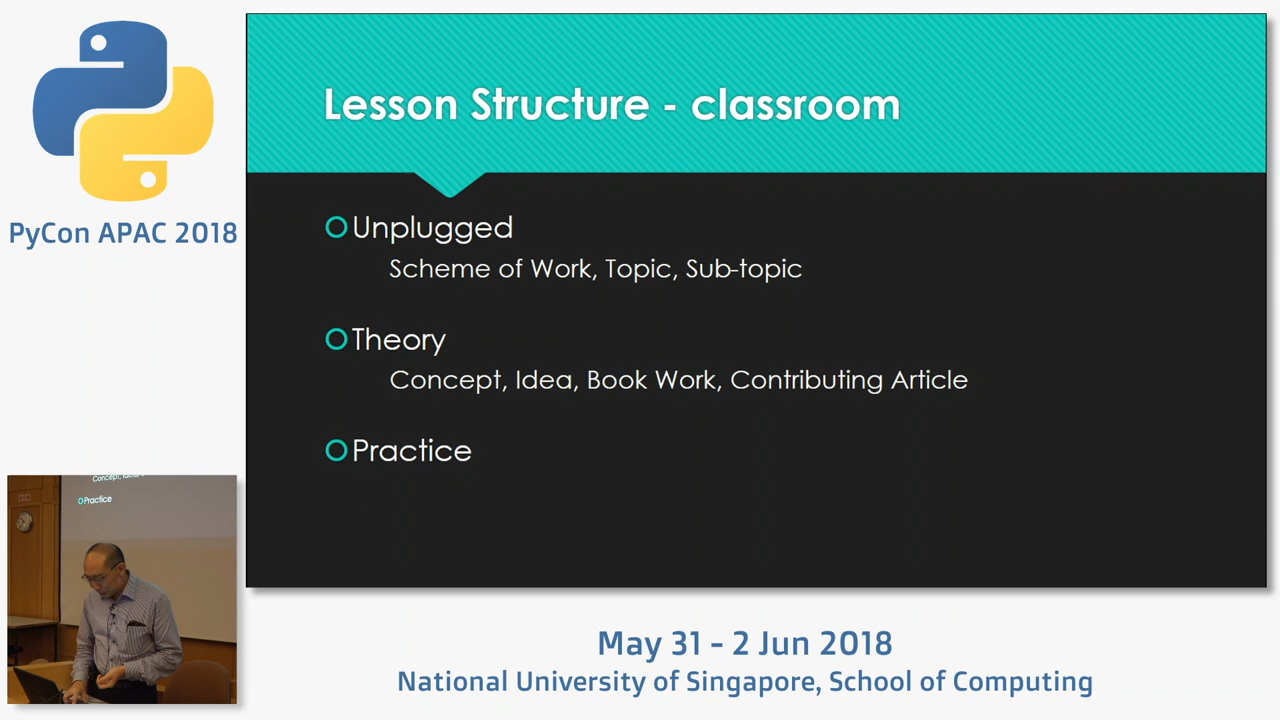 PyCon APAC 2018
Lesson Structure - classroom
Unplugged
Scheme of Work, Topic, Sub-topic
Theory
Concept, Idea, Book Work, Contributing Article
Practice
Practice
May 31 - 2 Jun 2018
National University of Singapore, School of Computing